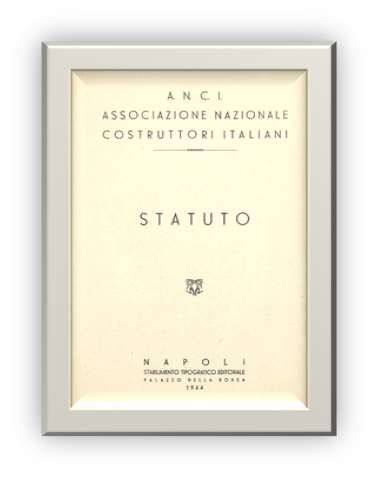 A. N. C. I.
ASSOCIAZIONE NAZIONALE
COSTRUTTORI ITALIANI
STATUTO
NAPOLI
STABILIMENTO TIPOGRAFICO EDITORIALE
PALAZZO DELLA BORSA
1944